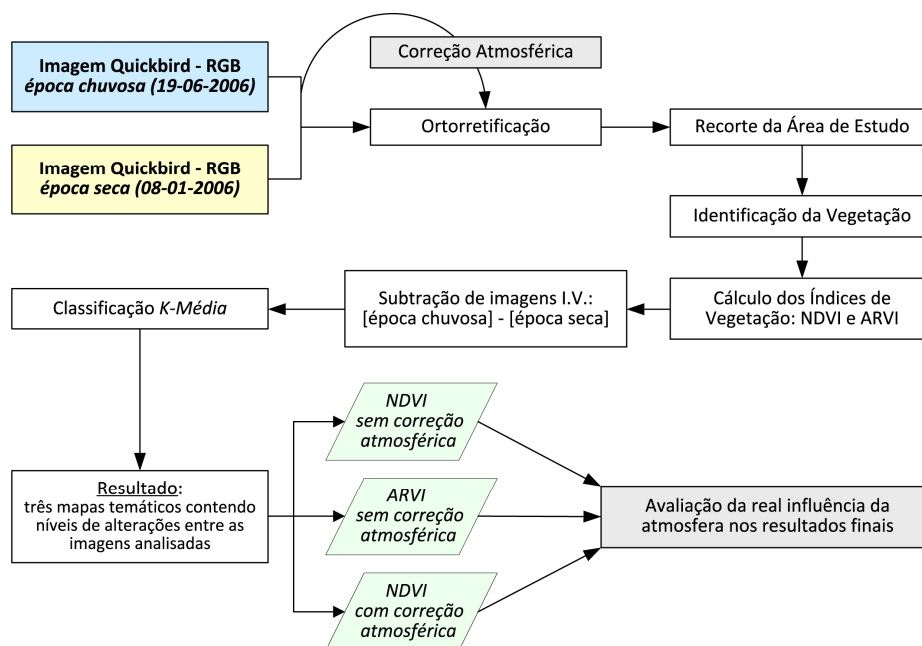 Imagem Quickbird - RGB
época chuvosa (19-06-2006)
Correção Atmosférica
Ortorretificação
Recorte da Área de Estudo
Imagem Quickbird - RGB
época seca (08-01-2006)
Identificação da Vegetação
Cálculo dos Índices de
Vegetação: NDVI e ARVI
Subtração de imagens I.V.:
[época chuvosa] - [época seca]
Classificação K-Média
Resultado:
três mapas temáticos contendo
níveis de alterações entre as
imagens analisadas
NDVI
sem correção
atmosférica
ARVI
sem correção
atmosférica
NDVI
com correção
atmosférica
Avaliação da real influência da
atmosfera nos resultados finais